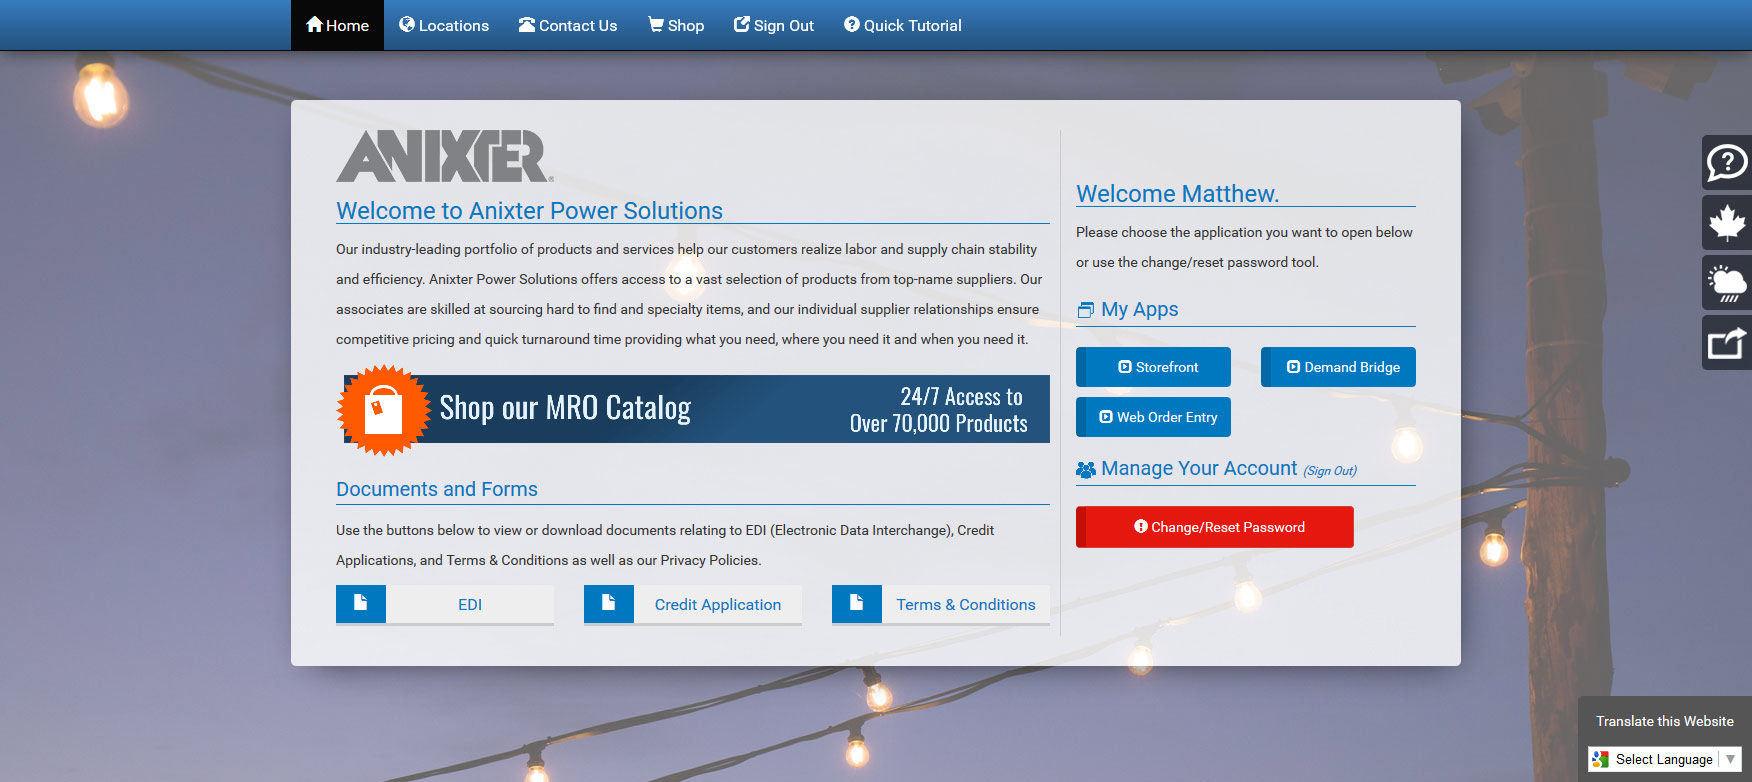 Home
Locations
Contact Us
Shop
Sign Out
Quick Tutorial
ANIXTER®
Welcome to Anixter Power Solutions
Our industry-leading portfolio of products and services help our customers realize labor and supply chain stability
and efficiency. Anixter Power Solutions offers access to a vast selection of products from top-name suppliers. Our
associates are skilled at sourcing hard to find and specialty items, and our individual supplier relationships ensure
competitive pricing and quick turnaround time providing what you need, where you need it and when you need it.
Shop our MRO Catalog
24/7 Access to
Over 70,000 Products
Documents and Forms
Use the buttons below to view or download documents relating to EDI (Electronic Data Interchange), Credit
Applications, and Terms & Conditions as well as our Privacy Policies.
EDI
Credit Application
Terms & Conditions
Welcome Matthew.
Please choose the application you want to open below
or use the change/reset password tool.
My Apps
Storefront
Demand Bridge
Web Order Entry
Manage Your Account (Sign Out)
Change/Reset Password
Translate this Website
Select Language